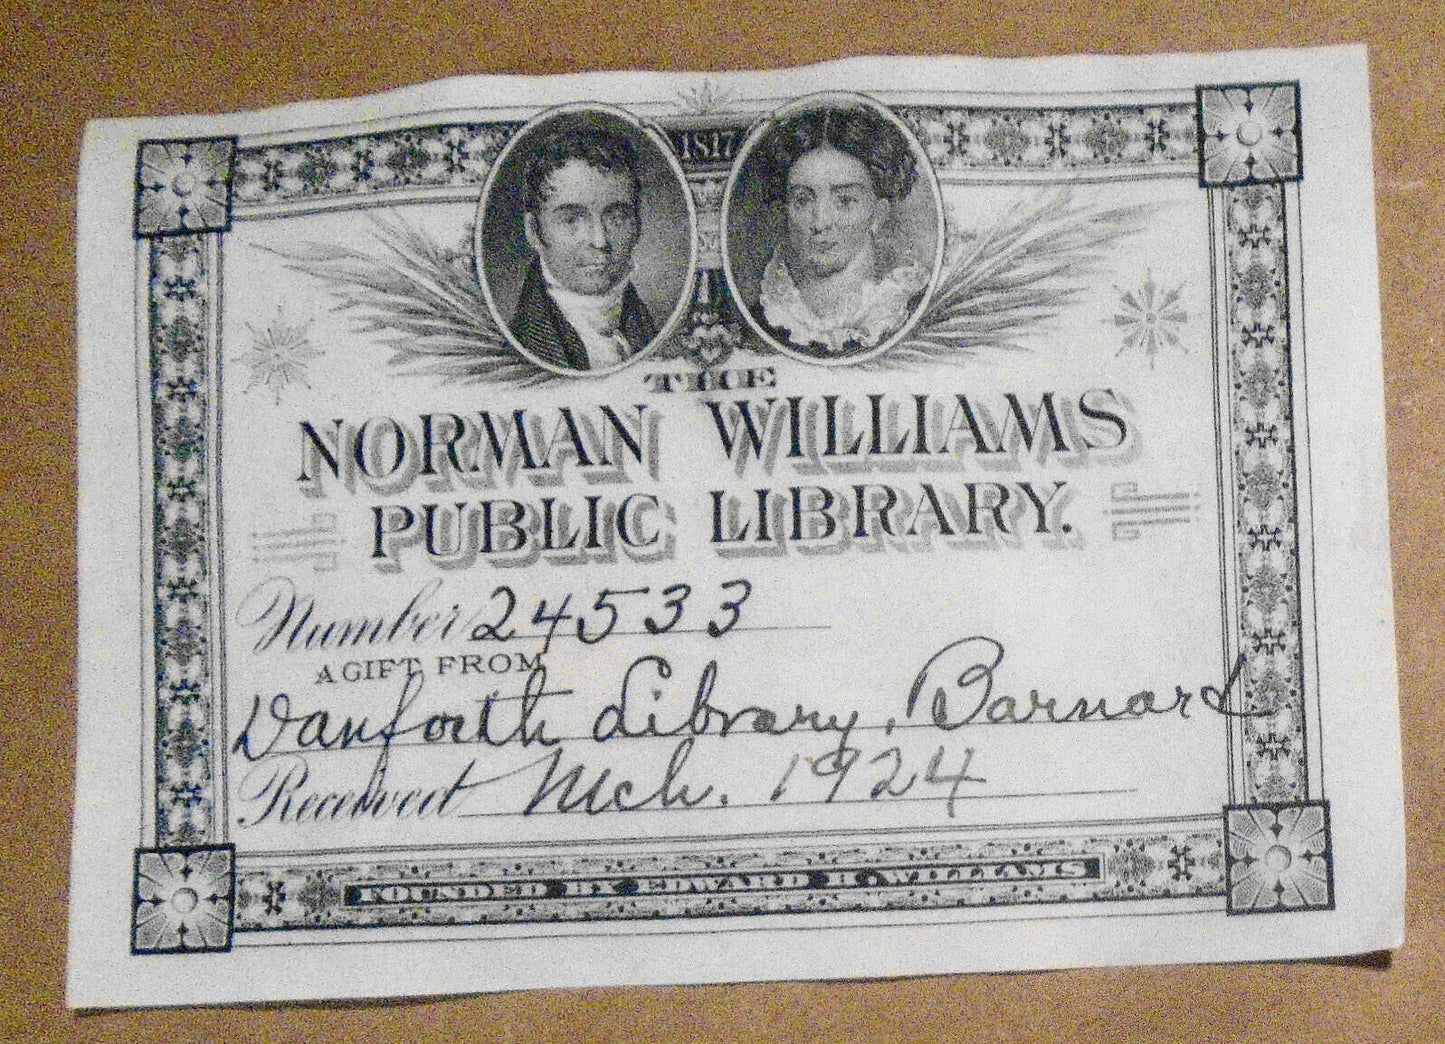 1817
THE
NORMAN WILLIAMS
PUBLIC LIBRARY.
Number 24533
A GIFT FROM
Danforth Library, Barnard
Received Mch. 1924
FOUNDED BY EDWARD H. WILLIAMS